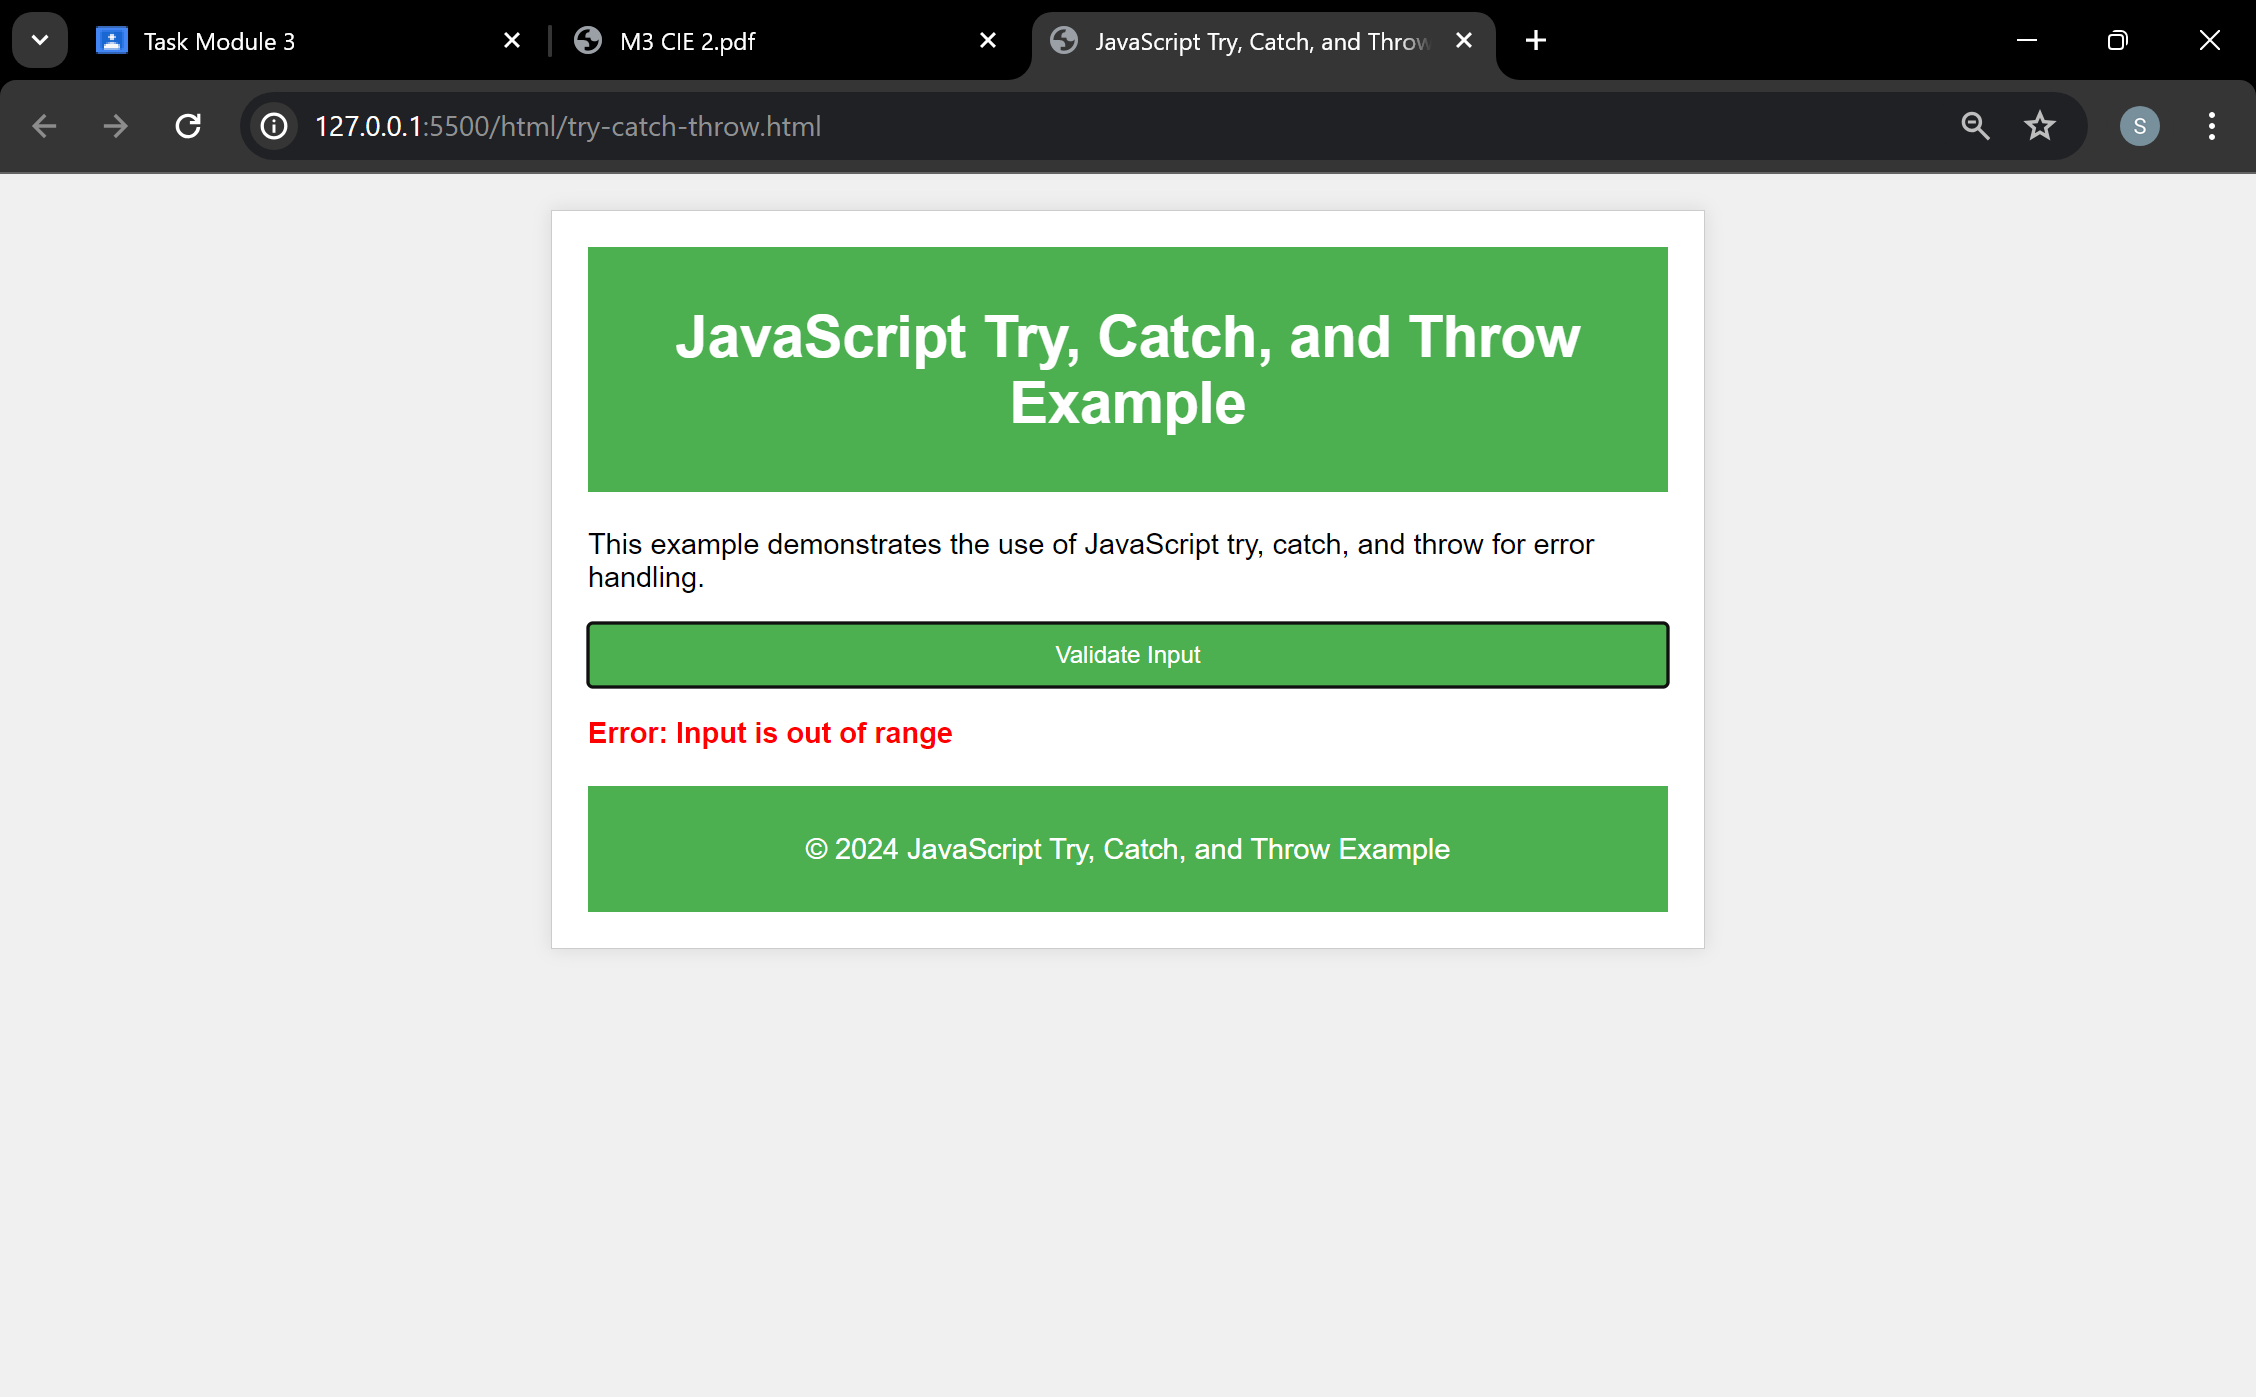 Task Module 3
M3 CIE 2.pdf
JavaScript Try, Catch, and Throw
127.0.0.1:5500/html/try-catch-throw.html
S
JavaScript Try, Catch, and Throw
Example
This example demonstrates the use of JavaScript try, catch, and throw for error
handling.
Validate Input
Error: Input is out of range
© 2024 JavaScript Try, Catch, and Throw Example